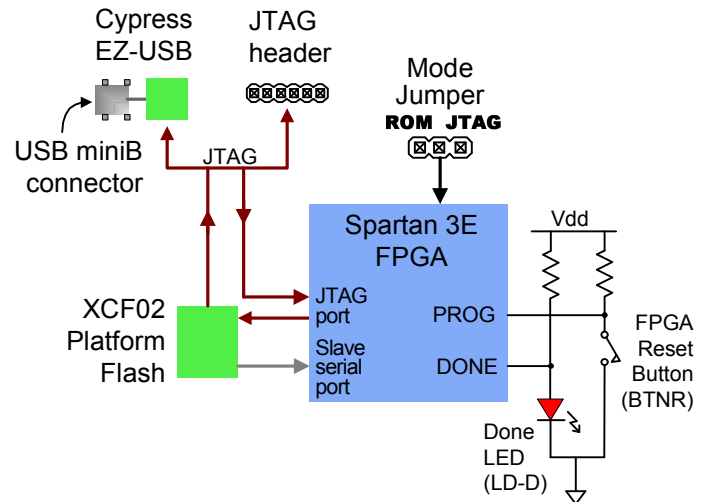 Cypress
EZ-USB
JTAG
header
Mode
Jumper
ROM JTAG
USB miniB
connector
JTAG
Spartan 3E
FPGA
Vdd
JTAG
port
PROG
XCF02
Platform
Flash
Slave
serial
port
DONE
FPGA
Reset
Button
(BTNR)
Done
LED
(LD-D)